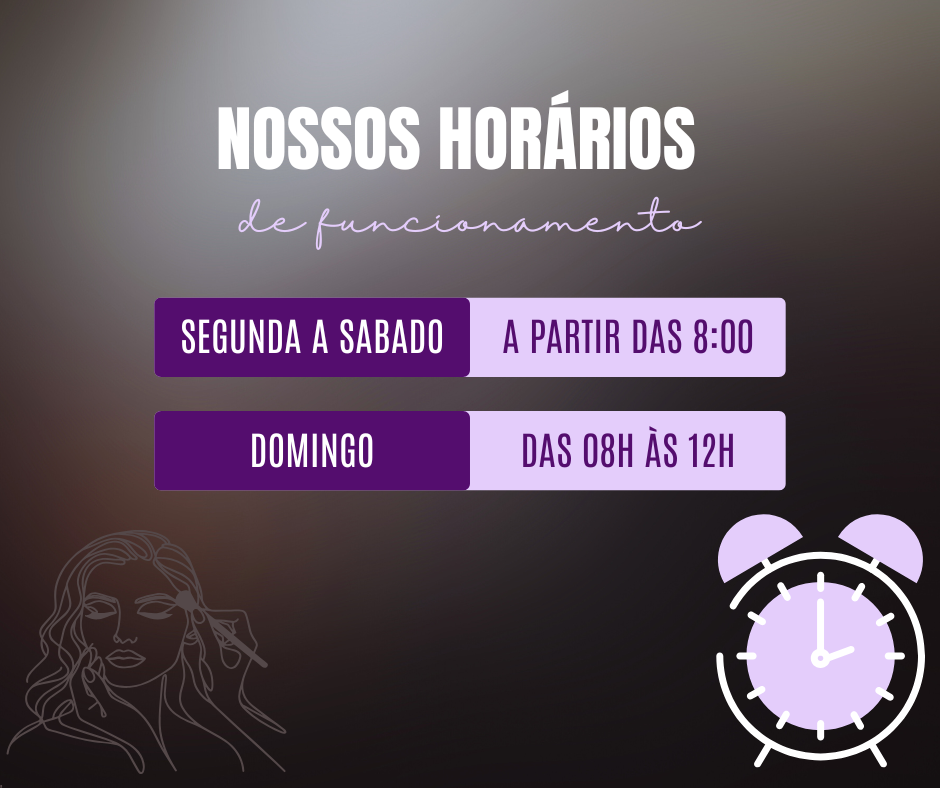 NOSSOS HORÁRIOS
de funcionamento
SEGUNDA A SABADO
A PARTIR DAS 8:00
DOMINGO
DAS 08H ÀS 12H